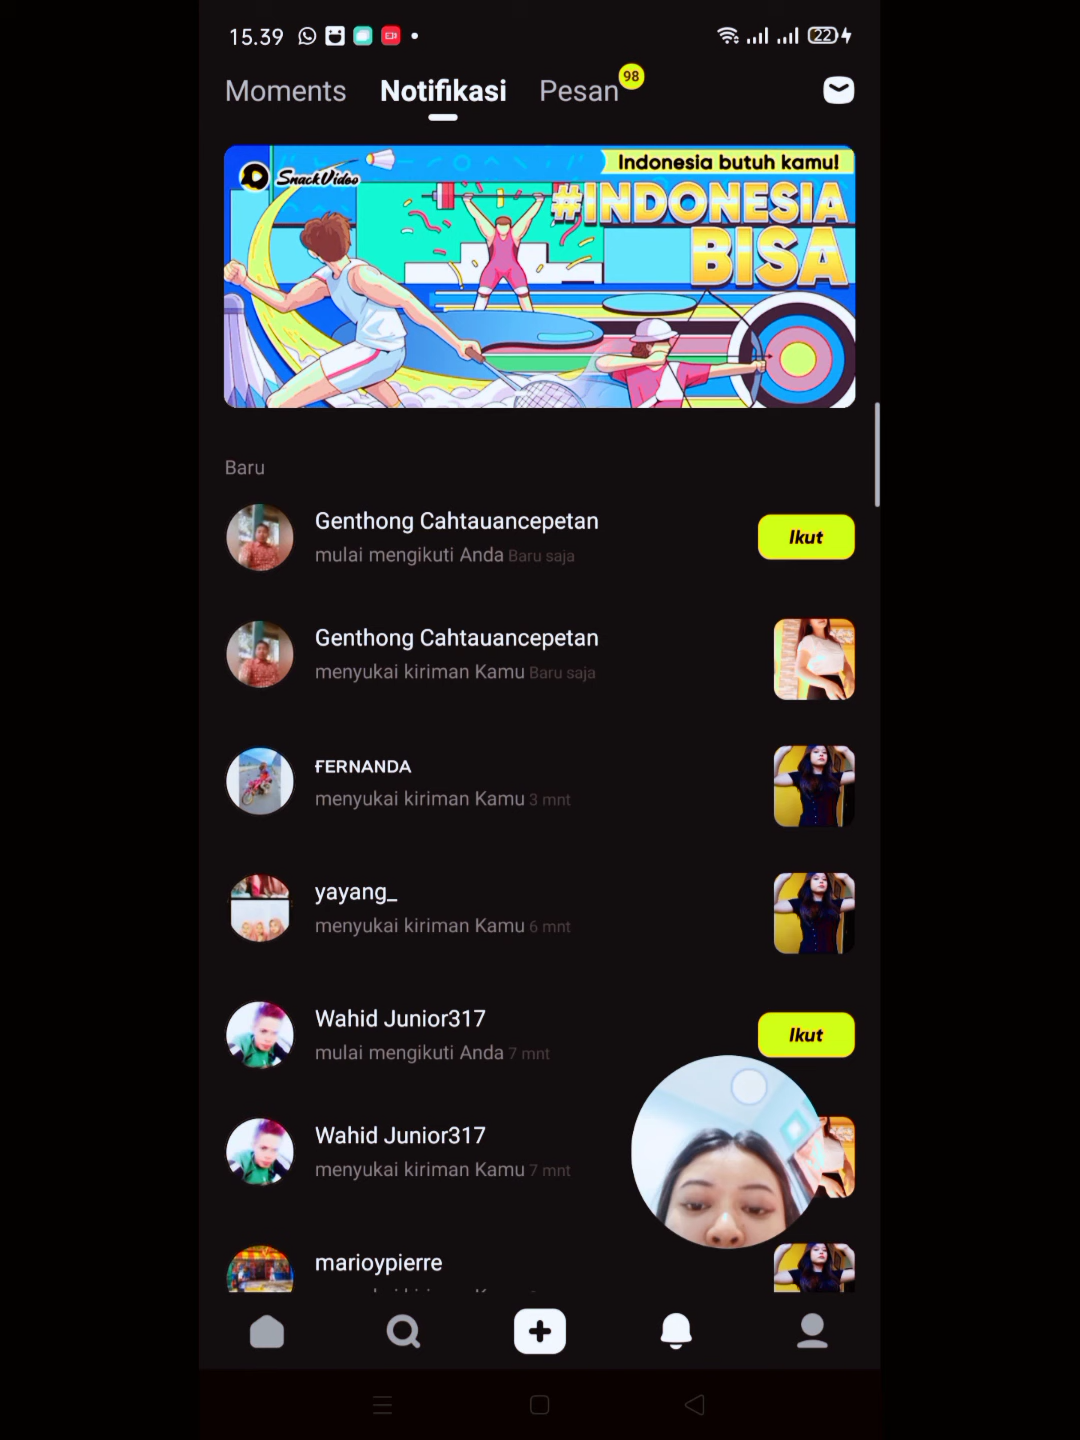 15.39
22
Moments Notifikasi Pesan 98
SnackVideo
Indonesia butuh kamu!
#INDONESIA
BISA
Baru
Genthong Cahtauancepetan
mulai mengikuti Anda Baru saja
Ikut
Genthong Cahtauancepetan
menyukai kiriman Kamu Baru saja
ꜰERNANDA
menyukai kiriman Kamu 3 mnt
yayang_
menyukai kiriman Kamu 6 mnt
Wahid Junior317
mulai mengikuti Anda 7 mnt
Ikut
Wahid Junior317
menyukai kiriman Kamu 7 mnt
marioypierre